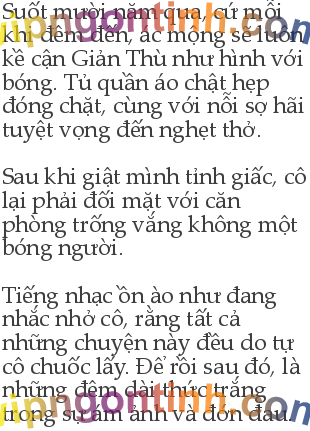 Suốt mười năm qua, cứ mỗi
khi đêm đến, ác mộng sẽ luôn
kề cận Giản Thù như hình với
bóng. Tủ quần áo chật hẹp
đóng chặt, cùng với nỗi sợ hãi
tuyệt vọng đến nghẹt thở.
Sau khi giật mình tỉnh giấc, cô
lại phải đối mặt với căn
phòng trống vắng không một
bóng người.
Tiếng nhạc ồn ào như đang
nhắc nhở cô, rằng tất cả
những chuyện này đều do tự
cô chuốc lấy. Để rồi sau đó, là
những đêm dài thức trắng
trong sự ám ảnh và đớn đau.
vipngontinh.com
vipngontinh.com